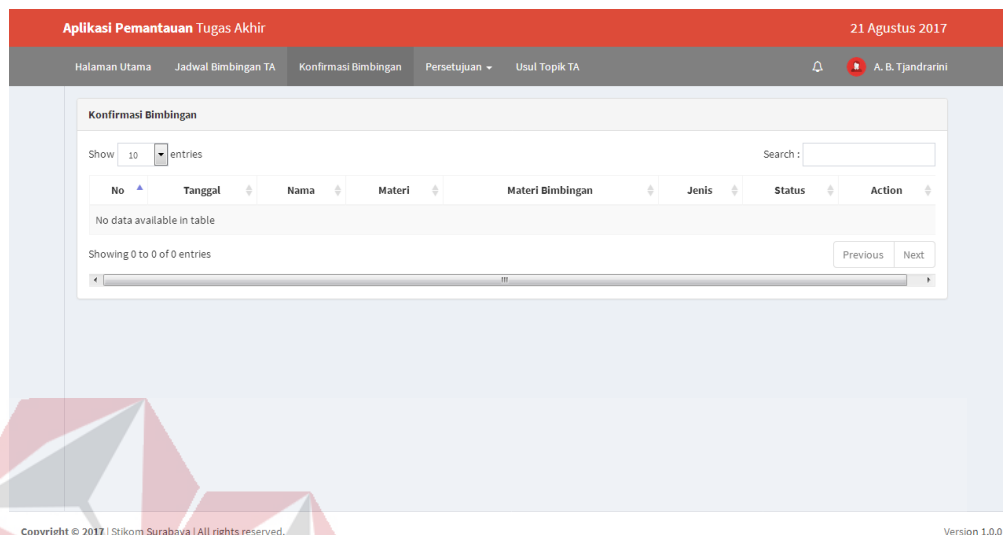 Aplikasi Pemantauan Tugas Akhir 21 Agustus 2017
Halaman Utama Jadwal Bimbingan TA Konfirmasi Bimbingan Persetujuan Usul Topik TA A. B. Tjandrarini
Konfirmasi Bimbingan
Show 10 entries Search :
No Tanggal Nama Materi Materi Bimbingan Jenis Status Action
No data available in table
Showing 0 to 0 of 0 entries Previous Next
Copyright © 2017 | Stikom Surabaya | All rights reserved. Version 1.0.0